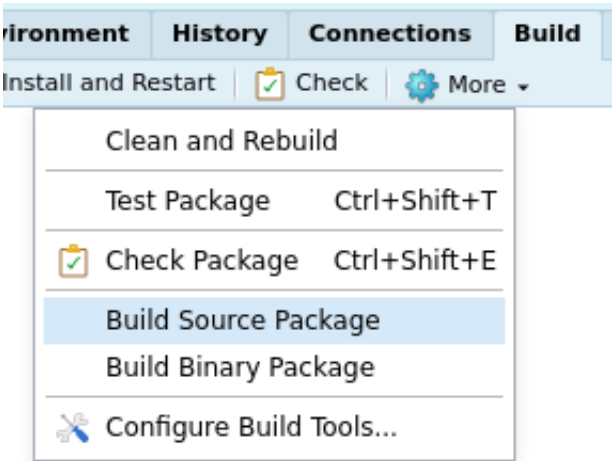 vironment History Connections Build
Install and Restart Check More
Clean and Rebuild
Test Package Ctrl+Shift+T
Check Package Ctrl+Shift+E
Build Source Package
Build Binary Package
Configure Build Tools...